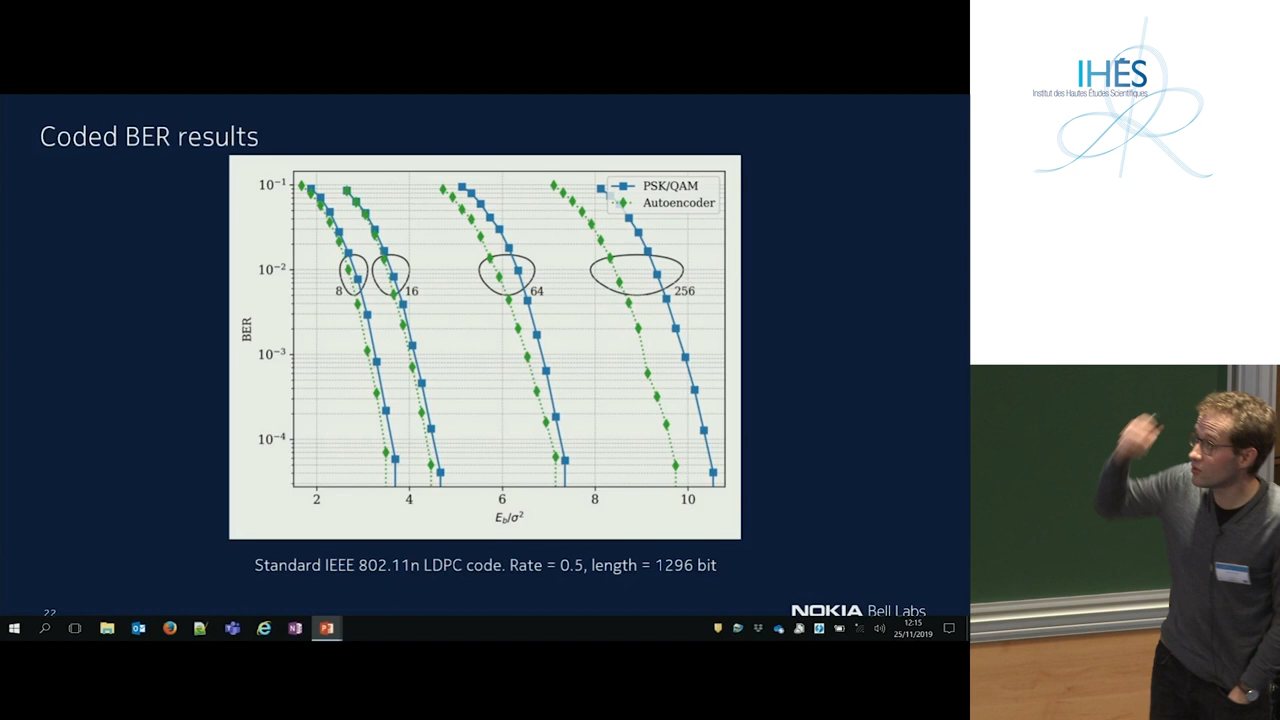 Coded BER results
PSK/QAM
Autoencoder
10⁻¹
10⁻²
10⁻³
10⁻⁴
BER
8
16
64
256
2
4
6
8
10
E_b/σ²
Standard IEEE 802.11n LDPC code. Rate = 0.5, length = 1296 bit
22
NOKIA Bell Labs
12:15
25/11/2019
IHÉS
Institut des Hautes Études Scientifiques